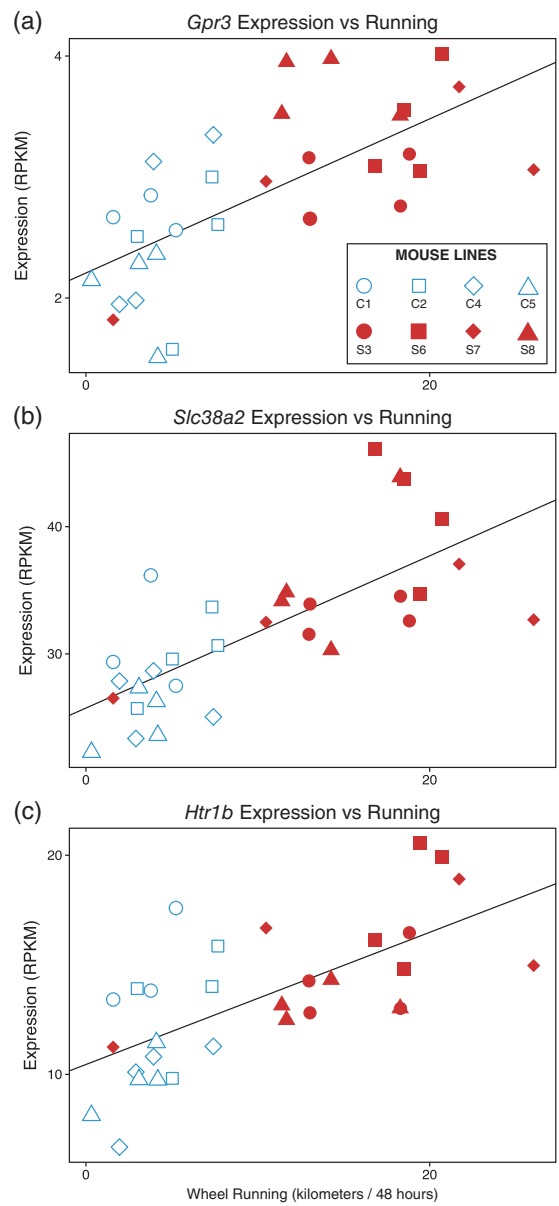 (a)
Gpr3 Expression vs Running
4
2
Expression (RPKM)
MOUSE LINES
C1 C2 C4 C5
S3 S6 S7 S8
0 20
(b)
Slc38a2 Expression vs Running
40
30
Expression (RPKM)
0 20
(c)
Htr1b Expression vs Running
20
10
Expression (RPKM)
0 20
Wheel Running (kilometers / 48 hours)